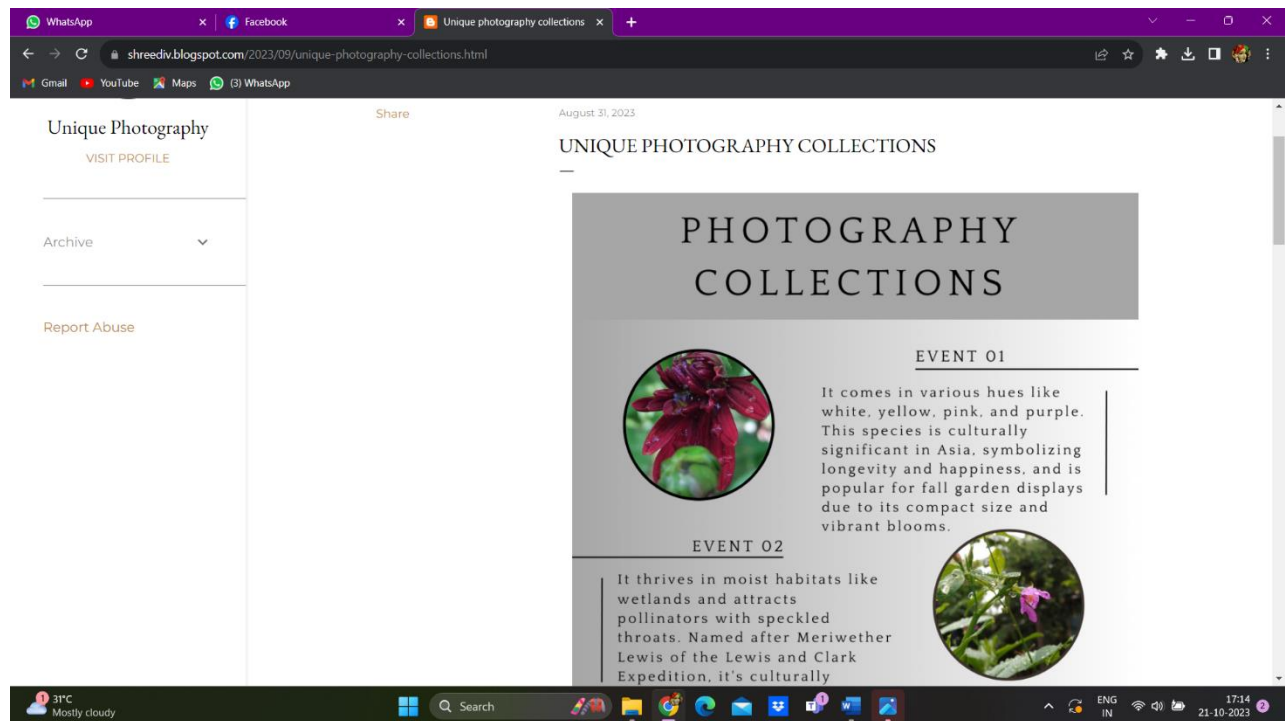 WhatsApp
Facebook
Unique photography collections
shreediv.blogspot.com/2023/09/unique-photography-collections.html
Gmail
YouTube
Maps
(3) WhatsApp
Unique Photography
VISIT PROFILE
Archive
Report Abuse
Share
August 31, 2023
UNIQUE PHOTOGRAPHY COLLECTIONS
PHOTOGRAPHY
COLLECTIONS
EVENT 01
It comes in various hues like
white, yellow, pink, and purple.
This species is culturally
significant in Asia, symbolizing
longevity and happiness, and is
popular for fall garden displays
due to its compact size and
vibrant blooms.
EVENT 02
It thrives in moist habitats like
wetlands and attracts
pollinators with speckled
throats. Named after Meriwether
Lewis of the Lewis and Clark
Expedition, it's culturally
1
31°C
Mostly cloudy
Search
1
ENG
IN
17:14
21-10-2023
2